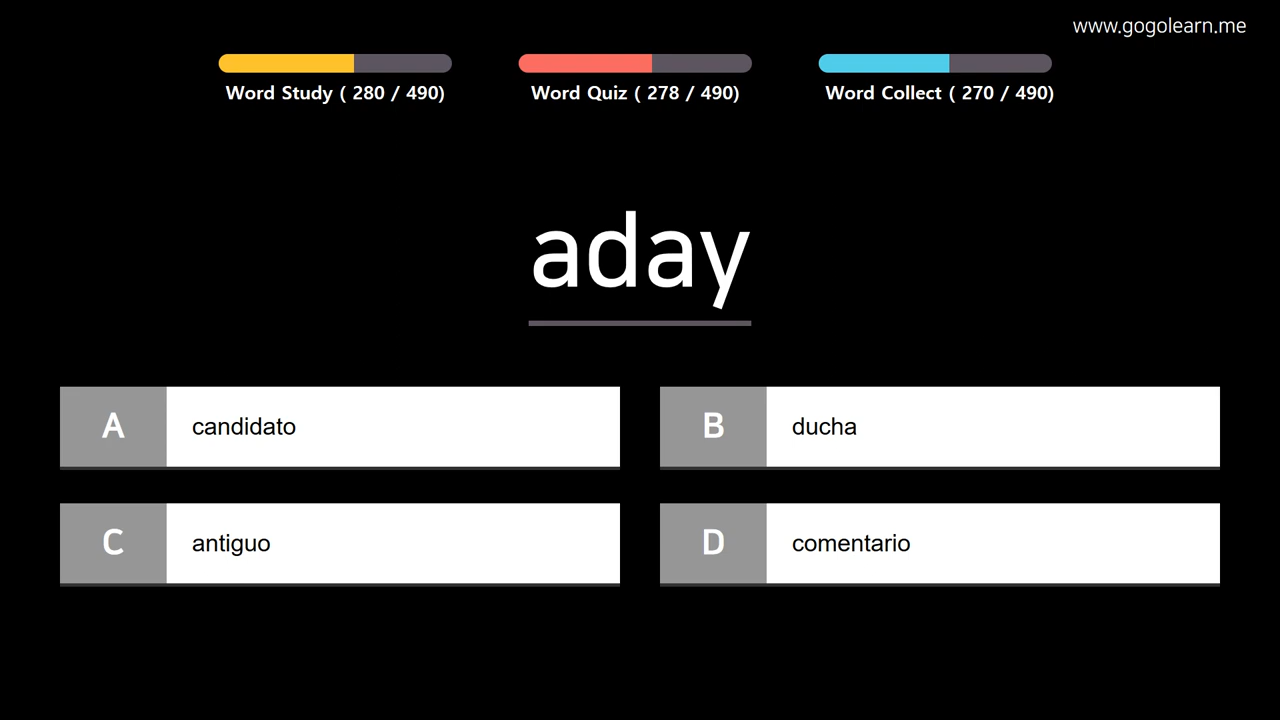 www.gogolearn.me
Word Study ( 280 / 490)
Word Quiz ( 278 / 490)
Word Collect ( 270 / 490)
aday
A candidato
B ducha
C antiguo
D comentario